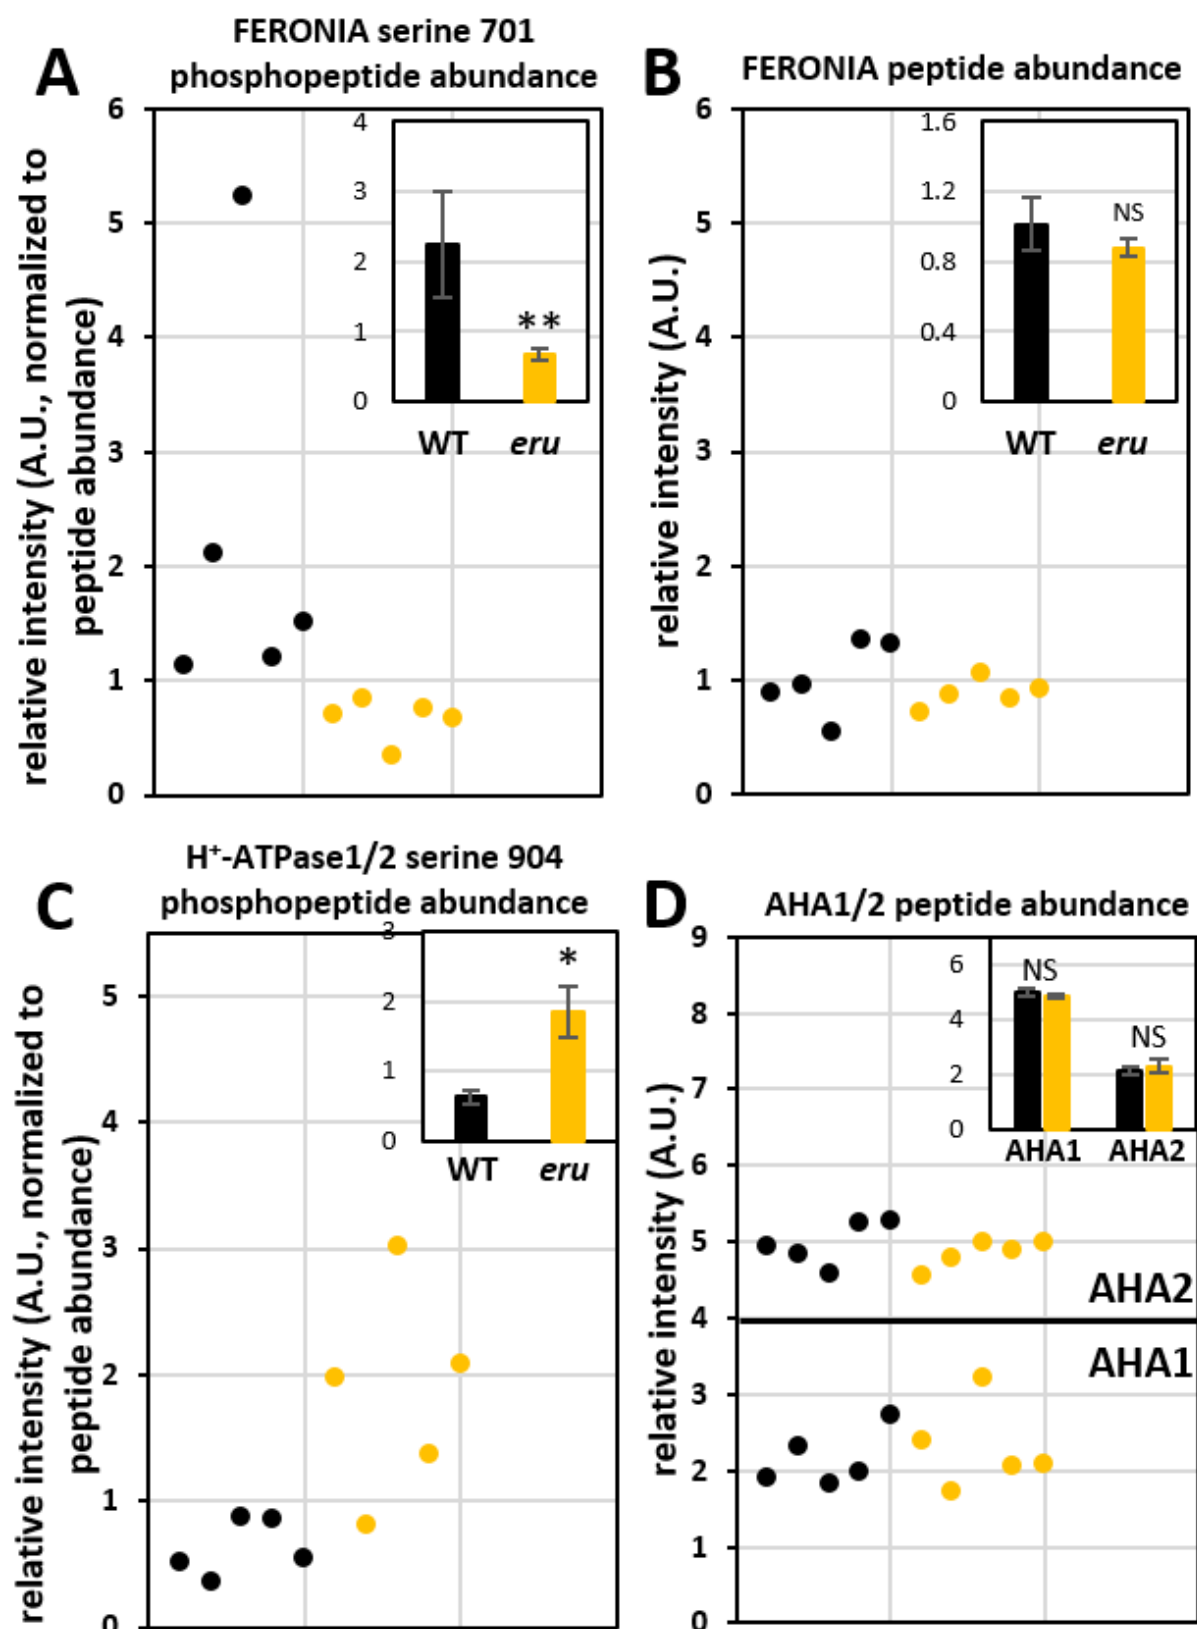 A
FERONIA serine 701
phosphopeptide abundance
relative intensity (A.U., normalized to
peptide abundance)
6
5
4
3
2
1
0
4
3
2
1
0
**
WT eru
B
FERONIA peptide abundance
relative intensity (A.U.)
6
5
4
3
2
1
0
1.6
1.2
0.8
0.4
0
NS
WT eru
C
H⁺-ATPase1/2 serine 904
phosphopeptide abundance
relative intensity (A.U., normalized to
peptide abundance)
5
4
3
2
1
0
3
2
1
0
*
WT eru
D
AHA1/2 peptide abundance
relative intensity (A.U.)
9
8
7
6
5
4
3
2
1
0
6
4
2
0
NS
NS
AHA1 AHA2
AHA2
AHA1